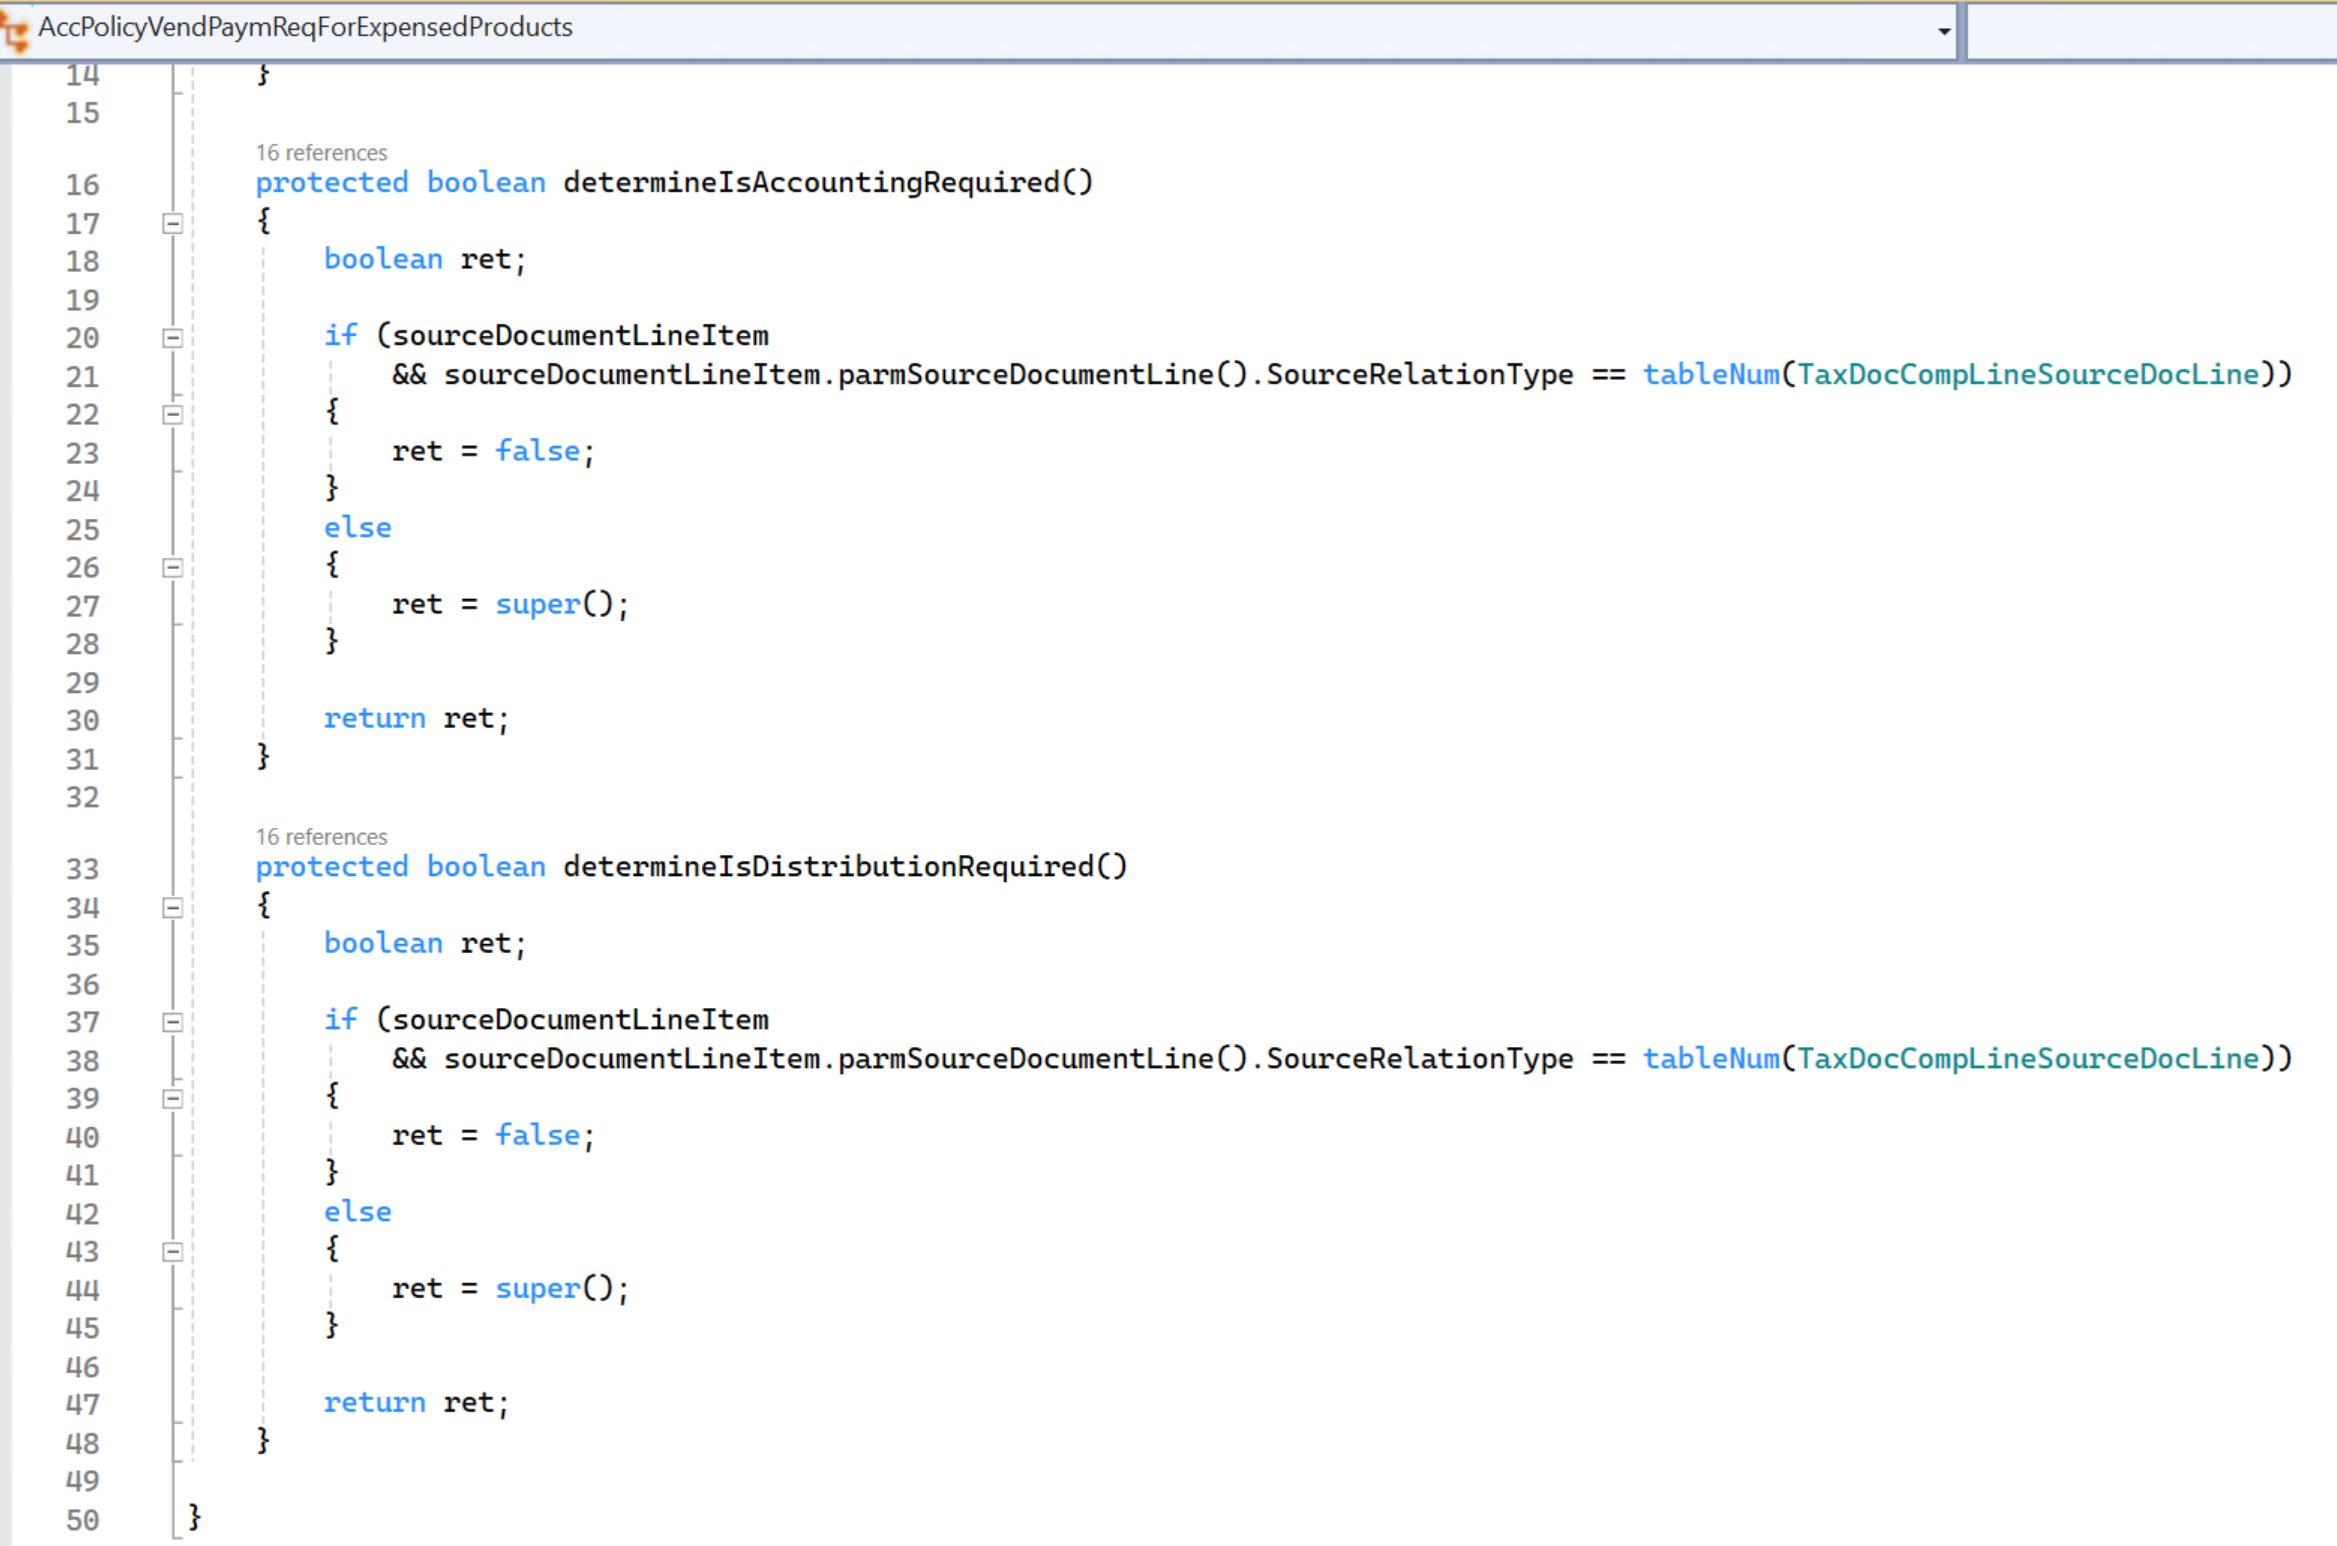 AccPolicyVendPaymReqForExpensedProducts
14 }
15
16 references
16 protected boolean determineIsAccountingRequired()
17 {
18 boolean ret;
19
20 if (sourceDocumentLineItem
21 && sourceDocumentLineItem.parmSourceDocumentLine().SourceRelationType == tableNum(TaxDocCompLineSourceDocLine))
22 {
23 ret = false;
24 }
25 else
26 {
27 ret = super();
28 }
29
30 return ret;
31 }
32
16 references
33 protected boolean determineIsDistributionRequired()
34 {
35 boolean ret;
36
37 if (sourceDocumentLineItem
38 && sourceDocumentLineItem.parmSourceDocumentLine().SourceRelationType == tableNum(TaxDocCompLineSourceDocLine))
39 {
40 ret = false;
41 }
42 else
43 {
44 ret = super();
45 }
46
47 return ret;
48 }
49
50 }